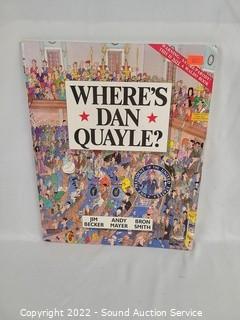 WHERE'S
DAN
QUAYLE?
JIM ANDY BRON
BECKER MAYER SMITH
Copyright 2022 - Sound Auction Service